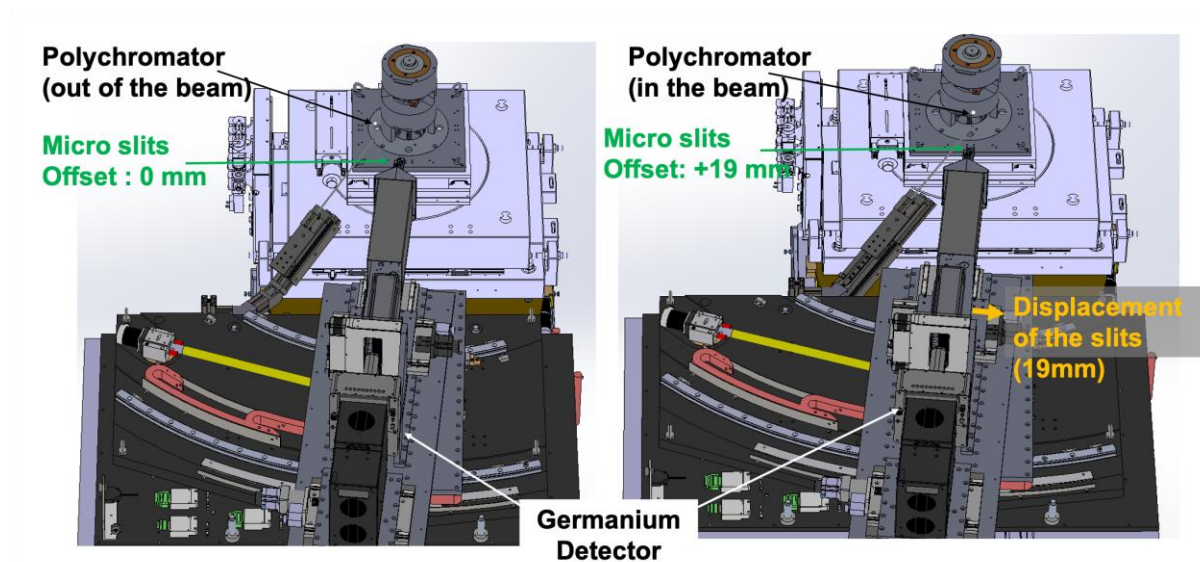 Polychromator
(out of the beam)
Micro slits
Offset : 0 mm
Polychromator
(in the beam)
Micro slits
Offset: +19 mm
Displacement
of the slits
(19mm)
Germanium
Detector